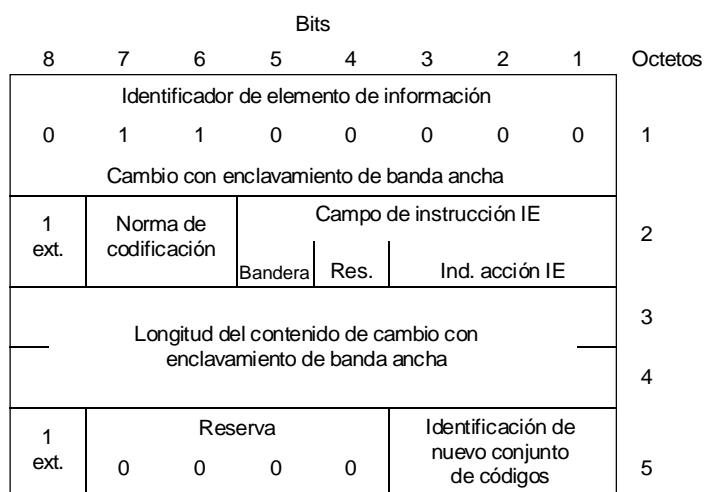 Bits
8 7 6 5 4 3 2 1 Octetos
Identificador de elemento de información
0 1 1 0 0 0 0 0 1
Cambio con enclavamiento de banda ancha
1 ext.
Norma de codificación
Campo de instrucción IE
2
Bandera Res. Ind. acción IE
3
Longitud del contenido de cambio con
enclavamiento de banda ancha
4
1 ext.
Reserva
0 0 0 0
Identificación de
nuevo conjunto
de códigos
5